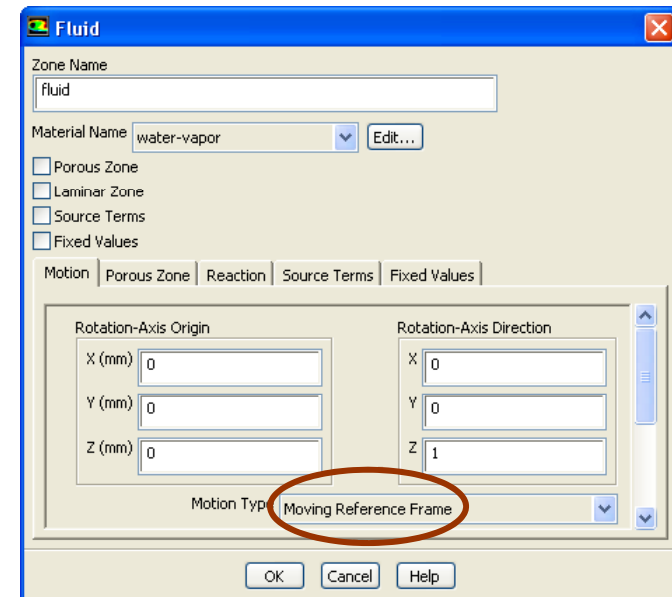 Fluid
Zone Name
fluid
Material Name water-vapor Edit...
Porous Zone
Laminar Zone
Source Terms
Fixed Values
Motion Porous Zone Reaction Source Terms Fixed Values
Rotation-Axis Origin Rotation-Axis Direction
X (mm) 0 X 0
Y (mm) 0 Y 0
Z (mm) 0 Z 1
Motion Type Moving Reference Frame
OK Cancel Help